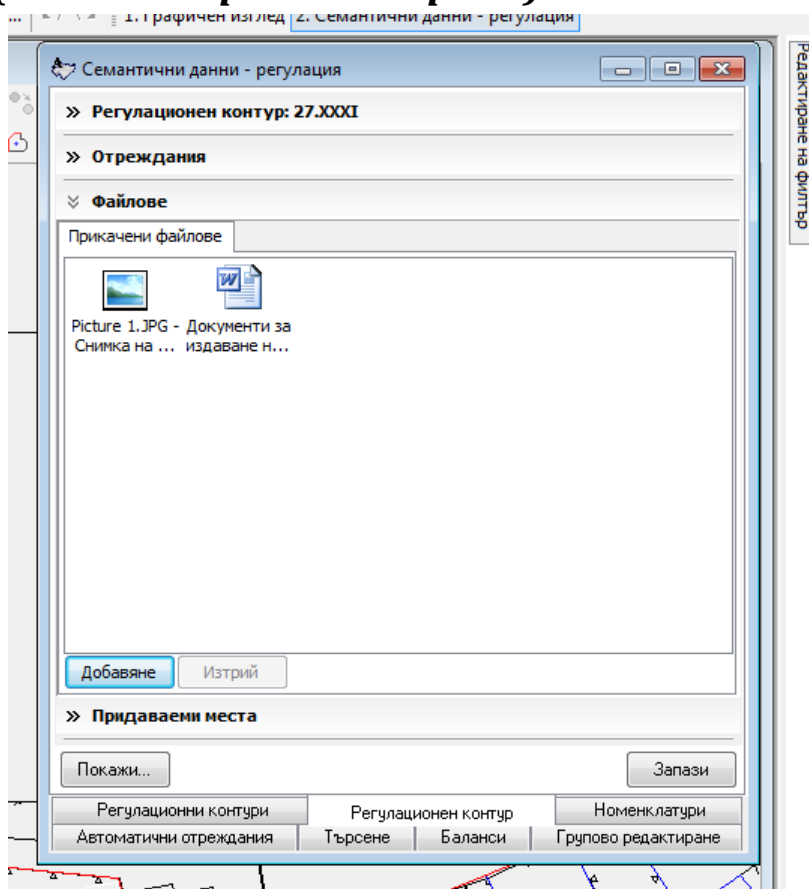 ... 1. Графичен изглед 2. Семантични данни - регулация
Семантични данни - регулация
Регулационен контур: 27.XXXI
Отреждания
Файлове
Прикачени файлове
Picture 1.JPG - Снимка на ...
Документи за издаване н...
Добавяне Изтрий
Придаваеми места
Покажи... Запази
Регулационни контури Регулационен контур Номенклатури
Автоматични отреждания Търсене Баланси Групово редактиране
Редактиране на филтър